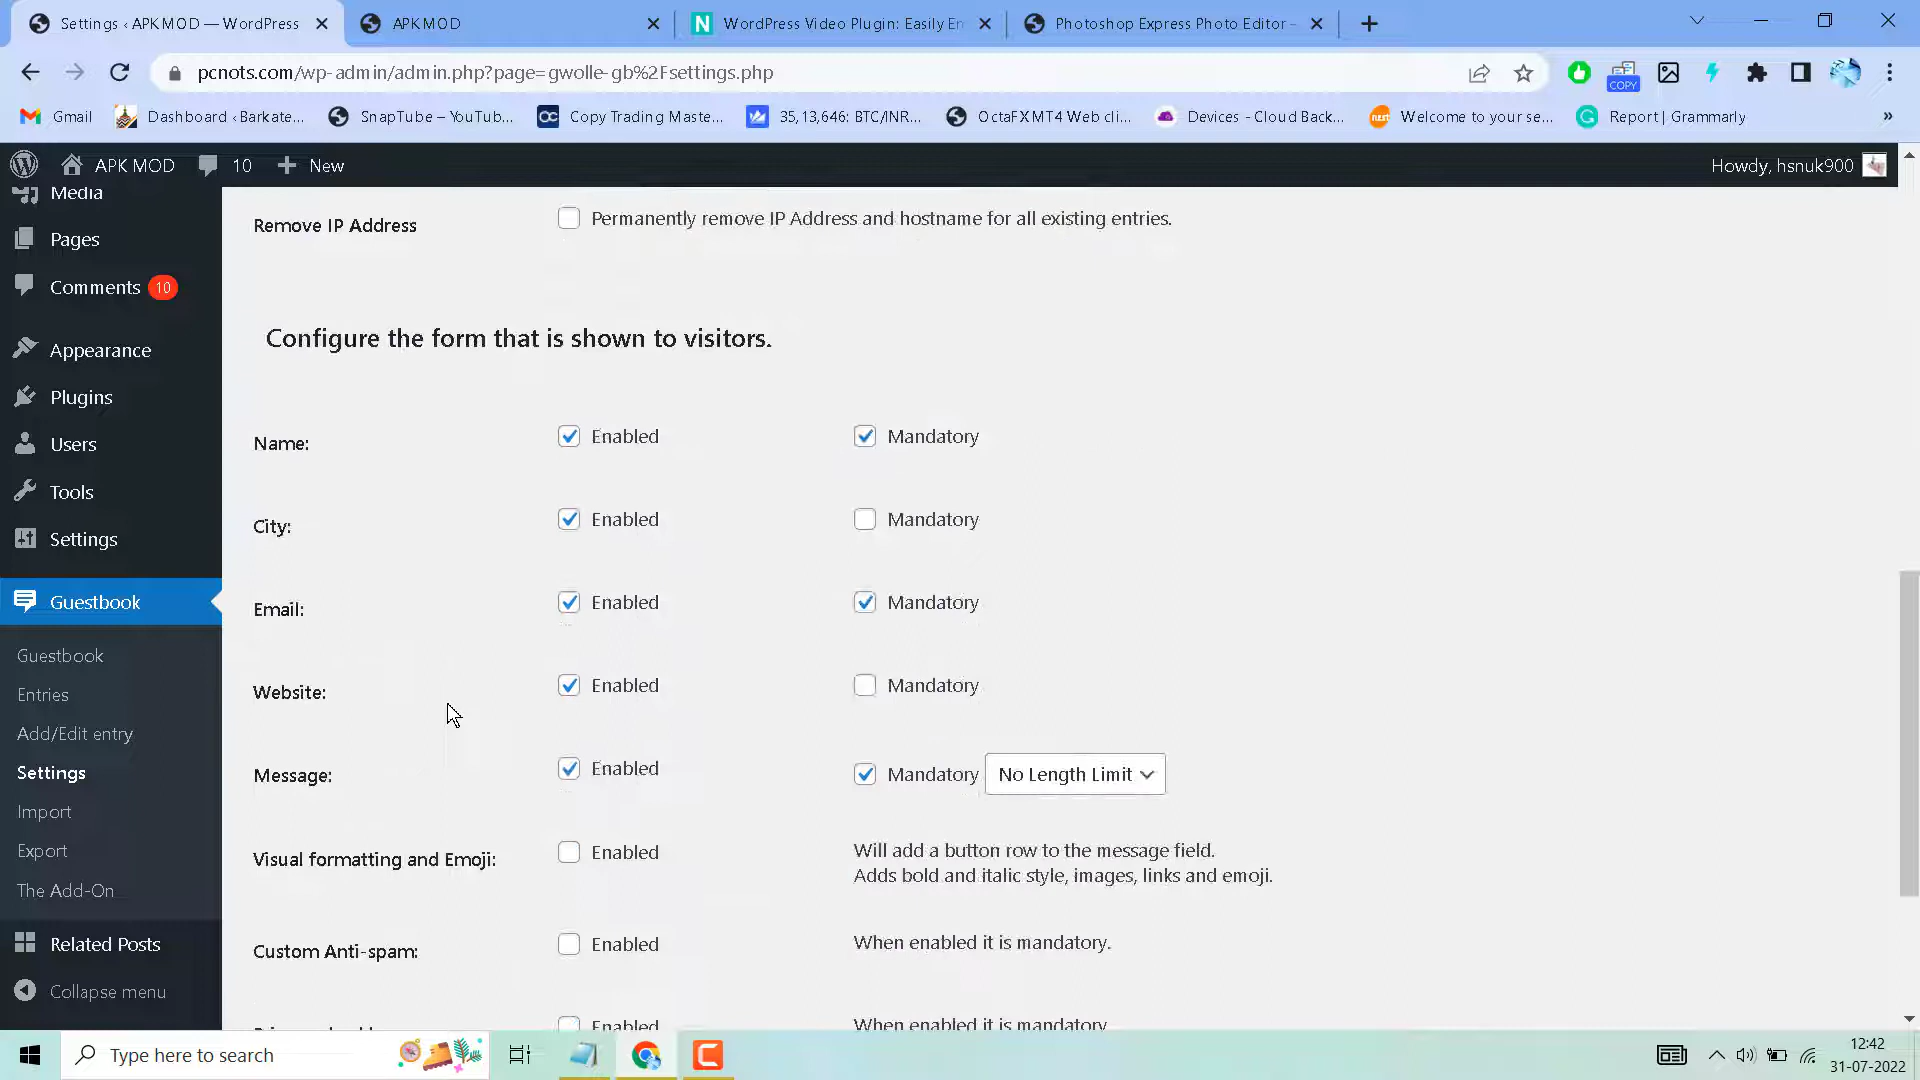 Settings ‹ APK MOD — WordPress
APK MOD
WordPress Video Plugin: Easily En
Photoshop Express Photo Editor -
pcnots.com/wp-admin/admin.php?page=gwolle-gb%2Fsettings.php
COPY
Gmail
Dashboard ‹ Barkate...
SnapTube – YouTub...
Copy Trading Maste...
35,13,646: BTC/INR...
OctaFX MT4 Web cli...
Devices - Cloud Back...
Welcome to your se...
Report | Grammarly
»
APK MOD
10
New
Howdy, hsnuk900
Media
Pages
Comments 10
Appearance
Plugins
Users
Tools
Settings
Guestbook
Guestbook
Entries
Add/Edit entry
Settings
Import
Export
The Add-On
Related Posts
Collapse menu
Remove IP Address
Permanently remove IP Address and hostname for all existing entries.
Configure the form that is shown to visitors.
Name: Enabled Mandatory
City: Enabled Mandatory
Email: Enabled Mandatory
Website: Enabled Mandatory
Message: Enabled Mandatory No Length Limit
Visual formatting and Emoji: Enabled Will add a button row to the message field.
Adds bold and italic style, images, links and emoji.
Custom Anti-spam: Enabled When enabled it is mandatory.
Enabled When enabled it is mandatory
Type here to search
12:42
31-07-2022